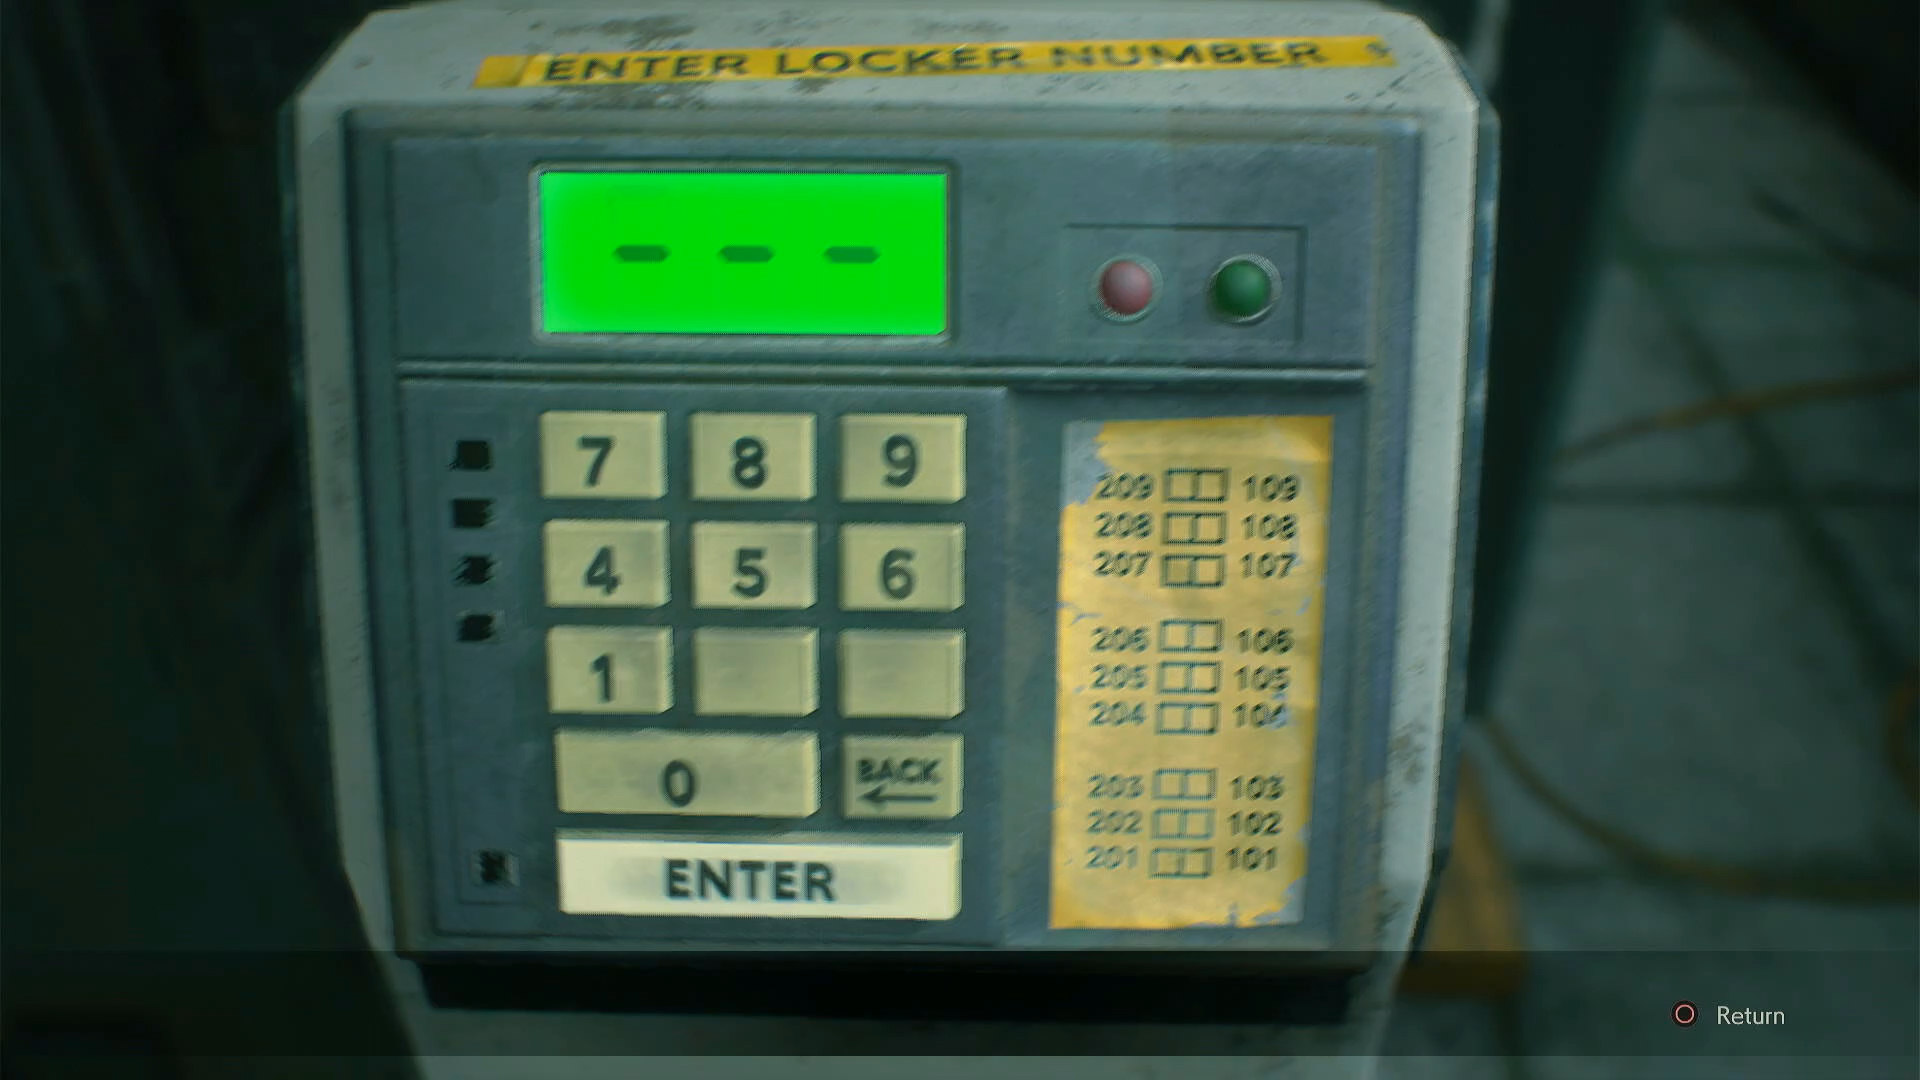 ENTER LOCKER NUMBER
- - -
7 8 9
4 5 6
1
0 BACK
ENTER
209 109
208 108
207 107
206 106
205 105
204 104
203 103
202 102
201 101
Return